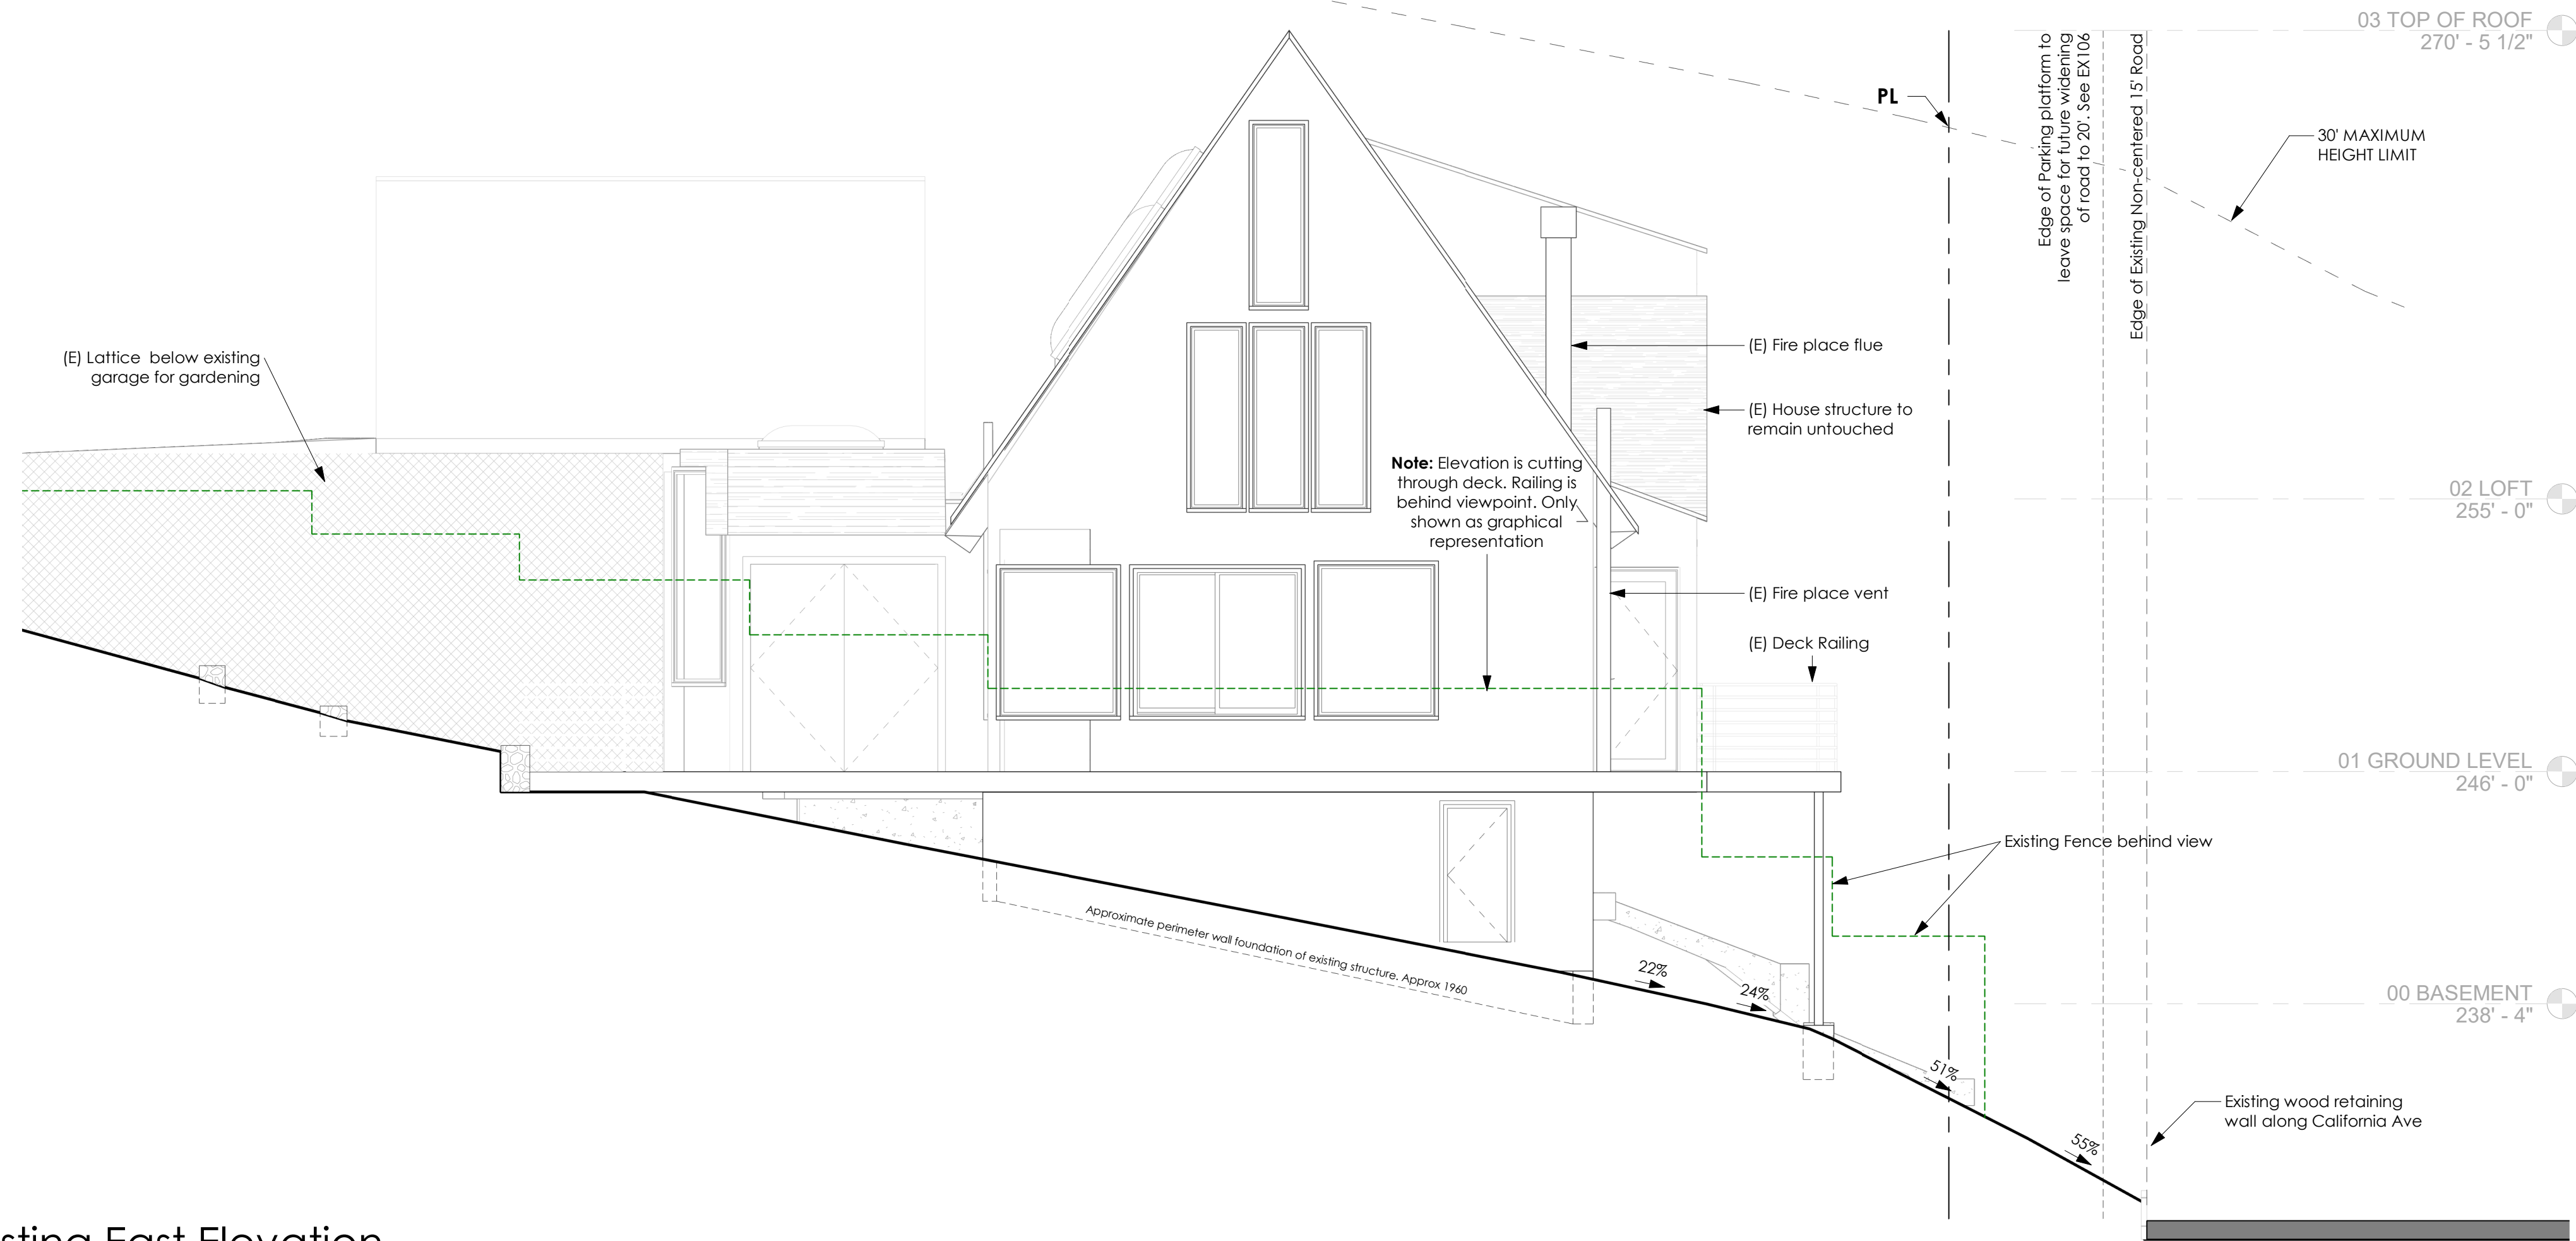 03 TOP OF ROOF
270' - 5 1/2"
Edge of Parking platform to
leave space for future widening
of road to 20'. See EX106
Edge of Existing Non-centered 15' Road
PL
30' MAXIMUM
HEIGHT LIMIT
(E) Lattice below existing
garage for gardening
(E) Fire place flue
(E) House structure to
remain untouched
Note: Elevation is cutting
through deck. Railing is
behind viewpoint. Only
shown as graphical
representation
02 LOFT
255' - 0"
(E) Fire place vent
(E) Deck Railing
01 GROUND LEVEL
246' - 0"
Existing Fence behind view
Approximate perimeter wall foundation of existing structure. Approx 1960
22%
24%
00 BASEMENT
238' - 4"
51%
55%
Existing wood retaining
wall along California Ave
sting East Elevation